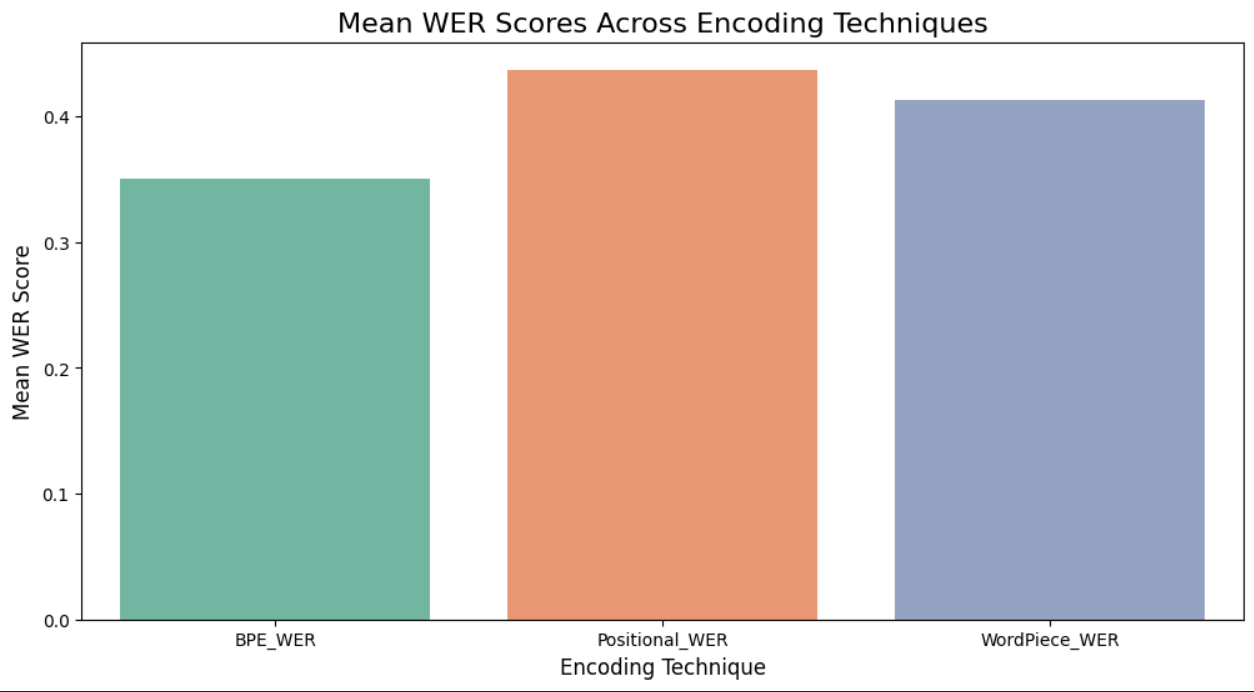 Mean WER Scores Across Encoding Techniques
Mean WER Score
0.4
0.3
0.2
0.1
0.0
BPE_WER
Positional_WER
WordPiece_WER
Encoding Technique